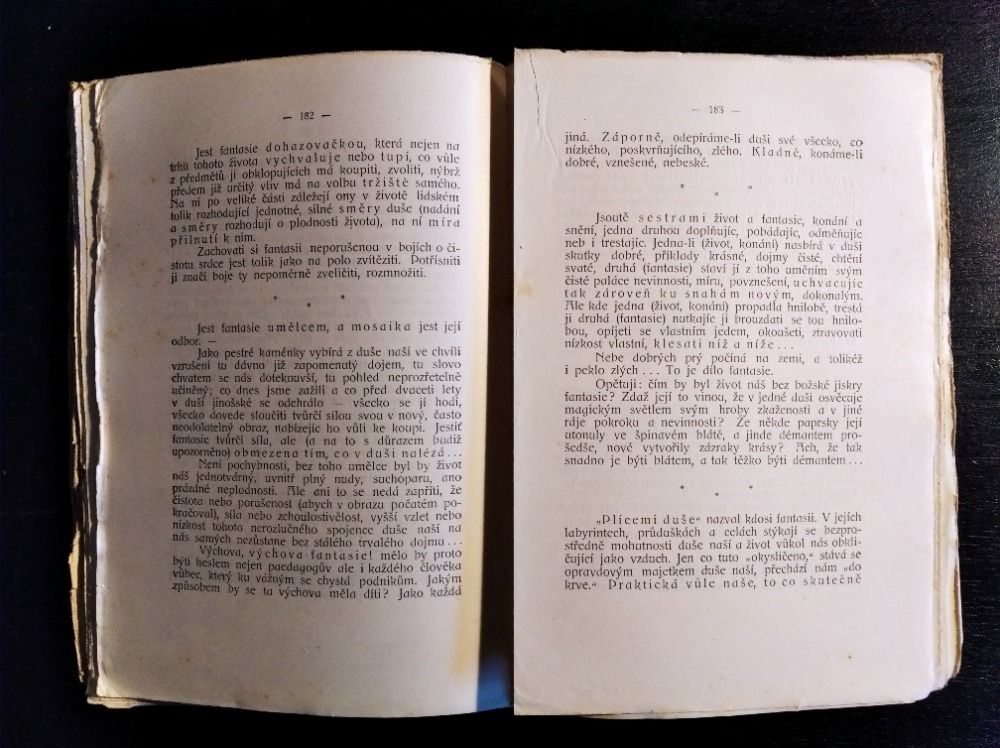 — 182 —
Jest fantasie dohazovačkou, která nejen na
trhu tohoto života vychvaluje nebo tupí, co vůle
z předmětů ji obklopujících má koupiti, zvoliti, nýbrž
předem již určitý vliv má na volbu tržiště samého.
Na ní po veliké části záležejí ony v životě lidském
tolik rozhodující jednotné, silné směry duše (nadání
a směry rozhodují o plodnosti života), na ní míra
přilnutí k nim.
Zachovati si fantasii neporušenou v bojích o či-
stotu srdce jest tolik jako na polo zvítěziti. Potřísniti
ji značí boje ty nepoměrně zveličiti, rozmnožiti.
* * *
Jest fantasie umělcem, a mosaika jest její
odbor. —
Jako pestré kaménky vybírá z duše naší ve chvíli
vzrušení tu dávno již zapomenutý dojem, tu slovo
chvatem se nás doteknuvší, tu pohled neprozřetelně
učiněný; co dnes jsme zažili a co před dvaceti léty
v duši jinošské se odehrálo — všecko se jí hodí,
všecko dovede sloučiti tvůrčí silou svou v nový, často
neodolatelný obraz, nabízejíc ho vůli ke koupi. Jestiť
fantasie tvůrčí síla, ale (a na to s důrazem budiž
upozorněno) obmezena tím, co v duši nalézá...
Není pochybnosti, bez toho umělce byl by život
náš jednotvárný, uvnitř plný nudy, suchoparu, ano
prázdné neplodnosti. Ale ani to se nedá zapříti, že
čistota nebo porušenost (abych v obrazu počatém po-
kračoval), síla nebo zchoulostivělost, vyšší vzlet nebo
nízkost tohoto nerozlučného spojence duše naší na
nás samých nezůstane bez stálého trvalého dojmu...
Výchova, výchova fantasie! mělo by proto
býti heslem nejen paedagogův ale i každého člověka
vůbec, který ku vážným se chystá podnikům. Jakým
způsobem by se ta výchova měla díti? Jako každá
— 183 —
jiná. Záporně, odepíráme-li duši své všecko, co
nízkého, poskvrňujícího, zlého. Kladně, konáme-li
dobré, vznešené, nebeské.
* * *
Jsoutě sestrami život a fantasie, konání a
snění, jedna druhou doplňujíc, pobádajíc, odměňujíc
neb i trestajíc. Jedna-li (život, konání) nasbírá v duši
skutky dobré, příklady krásné, dojmy čisté, chtění
svaté, druhá (fantasie) staví jí z toho uměním svým
čisté paláce nevinnosti, míru, povznešení, uchvacujíc
tak zároveň ku snahám novým, dokonalým.
Ale kde jedna (život, konání) propadla hnilobě, trestá
ji druhá (fantasie) nutkajíc ji brouzdati se tou hnilo-
bou, opíjeti se vlastním jedem, okoušeti, ztravovati
nízkost vlastní, klesati níž a níže...
Nebe dobrých prý počíná na zemi, a tolikéž
i peklo zlých... To je dílo fantasie.
Opětuji: čím by byl život náš bez božské jiskry
fantasie? Zdaž její to vinou, že v jedné duši osvěcuje
magickým světlem svým hroby zkaženosti a v jiné
ráje pokroku a nevinnosti? Že někde paprsky její
utonuly ve špinavém blátě, a jinde démantem pro-
šedše, nové vytvořily zázraky krásy? Ach, že tak
snadno je býti blátem, a tak těžko býti démantem...
* * *
„Plícemi duše“ nazval kdosi fantasii. V jejích
labyrintech, průduškách a celách stýkají se bezpro-
středně mohutnosti duše naší a život vůkol nás obkli-
čující jako vzduch. Jen co tuto „okysličeno,“ stává se
opravdovým majetkem duše naší, přechází nám „do
krve.“ Praktická vůle naše, to co skutečně